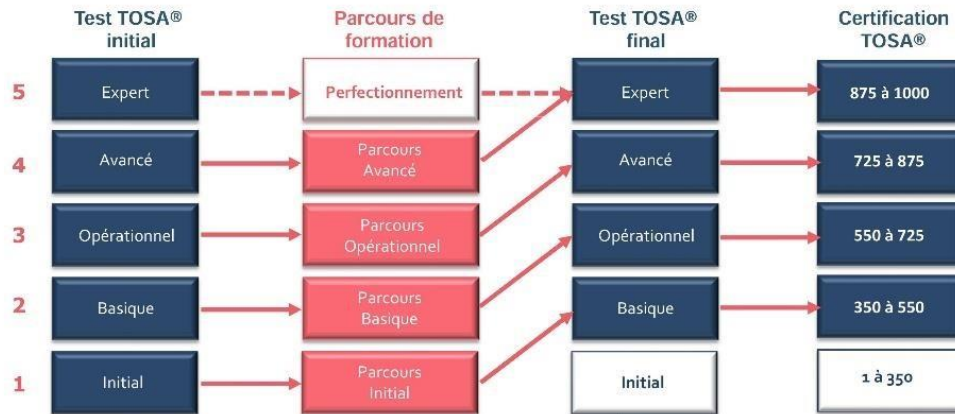 Test TOSA®
initial
Parcours de
formation
Test TOSA®
final
Certification
TOSA®
5
Expert
Perfectionnement
Expert
875 à 1000
4
Avancé
Parcours
Avancé
Avancé
725 à 875
3
Opérationnel
Parcours
Opérationnel
Opérationnel
550 à 725
2
Basique
Parcours
Basique
Basique
350 à 550
1
Initial
Parcours
Initial
Initial
1 à 350